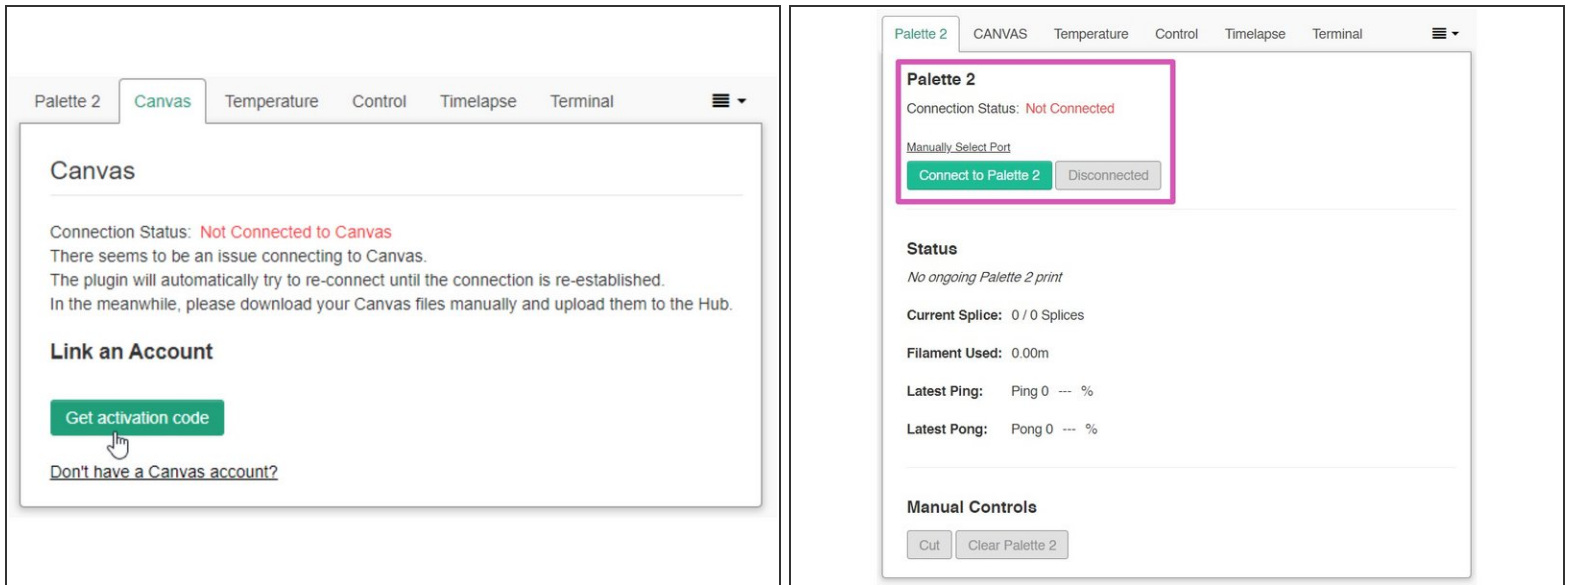 Palette 2 Canvas Temperature Control Timelapse Terminal
Canvas
Connection Status: Not Connected to Canvas
There seems to be an issue connecting to Canvas.
The plugin will automatically try to re-connect until the connection is re-established.
In the meanwhile, please download your Canvas files manually and upload them to the Hub.
Link an Account
Get activation code
Don't have a Canvas account?
Palette 2 CANVAS Temperature Control Timelapse Terminal
Palette 2
Connection Status: Not Connected
Manually Select Port
Connect to Palette 2 Disconnected
Status
No ongoing Palette 2 print
Current Splice: 0 / 0 Splices
Filament Used: 0.00m
Latest Ping: Ping 0 --- %
Latest Pong: Pong 0 --- %
Manual Controls
Cut Clear Palette 2